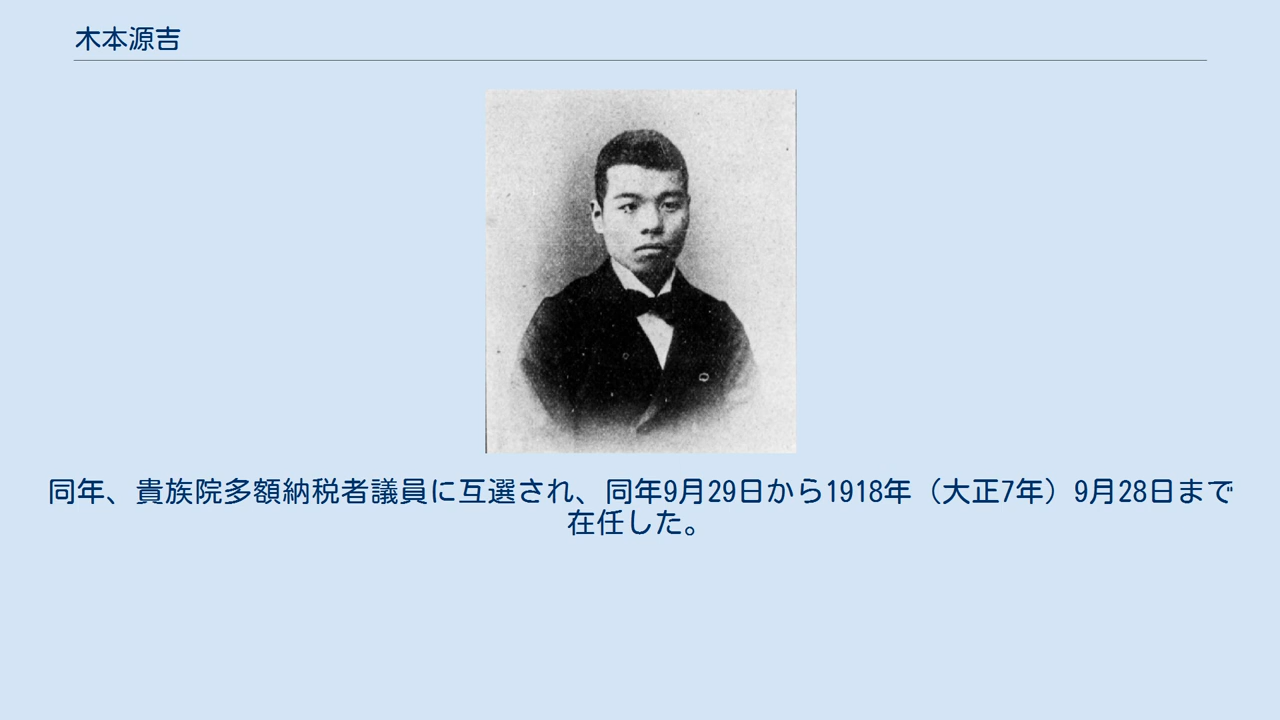 木本源吉
同年、貴族院多額納税者議員に互選され、同年9月29日から1918年（大正7年）9月28日まで
在任した。